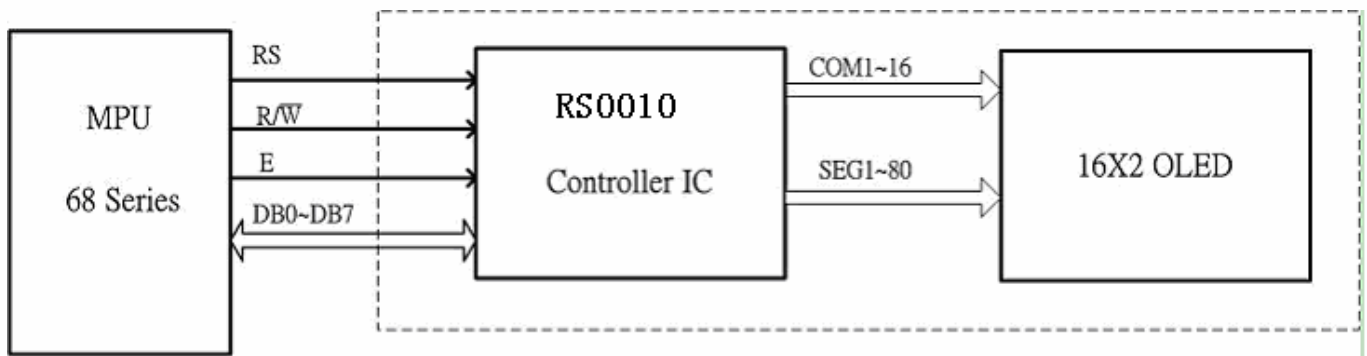 MPU
68 Series
RS
R/W̅
E
DB0~DB7
RS0010
Controller IC
COM1~16
SEG1~80
16X2 OLED